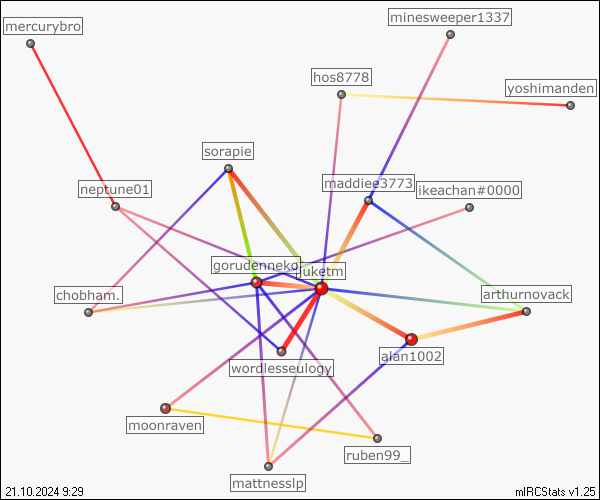 mercurybro
minesweeper1337
hos8778
yoshimanden
sorapie
neptune01
maddiee3773
ikeachan#0000
gorudenneko
juketm
chobham.
arthurnovack
wordlesseulogy
alan1002
moonraven
ruben99_
mattnesslp
21.10.2024 9:29
mIRCStats v1.25